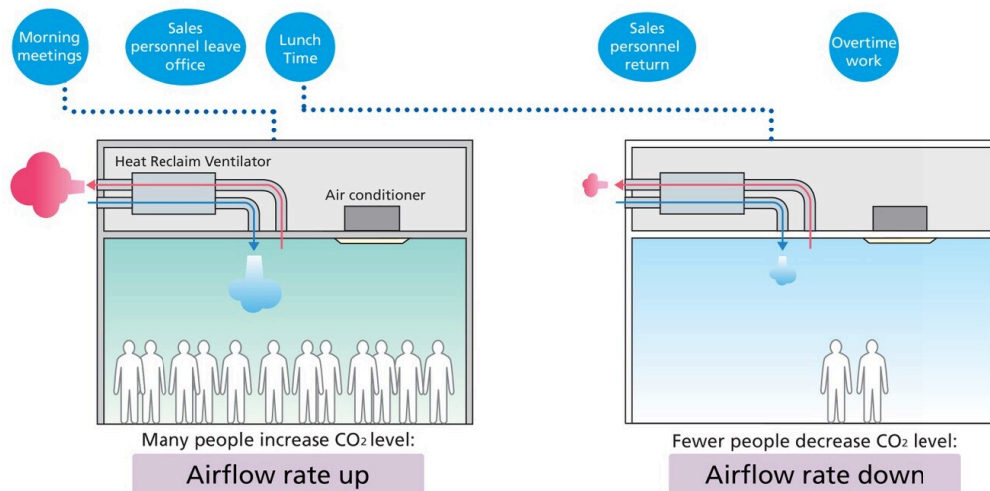 Morning
meetings
Sales
personnel leave
office
Lunch
Time
Sales
personnel
return
Overtime
work
Heat Reclaim Ventilator
Air conditioner
Many people increase CO₂ level:
Airflow rate up
Fewer people decrease CO₂ level:
Airflow rate down